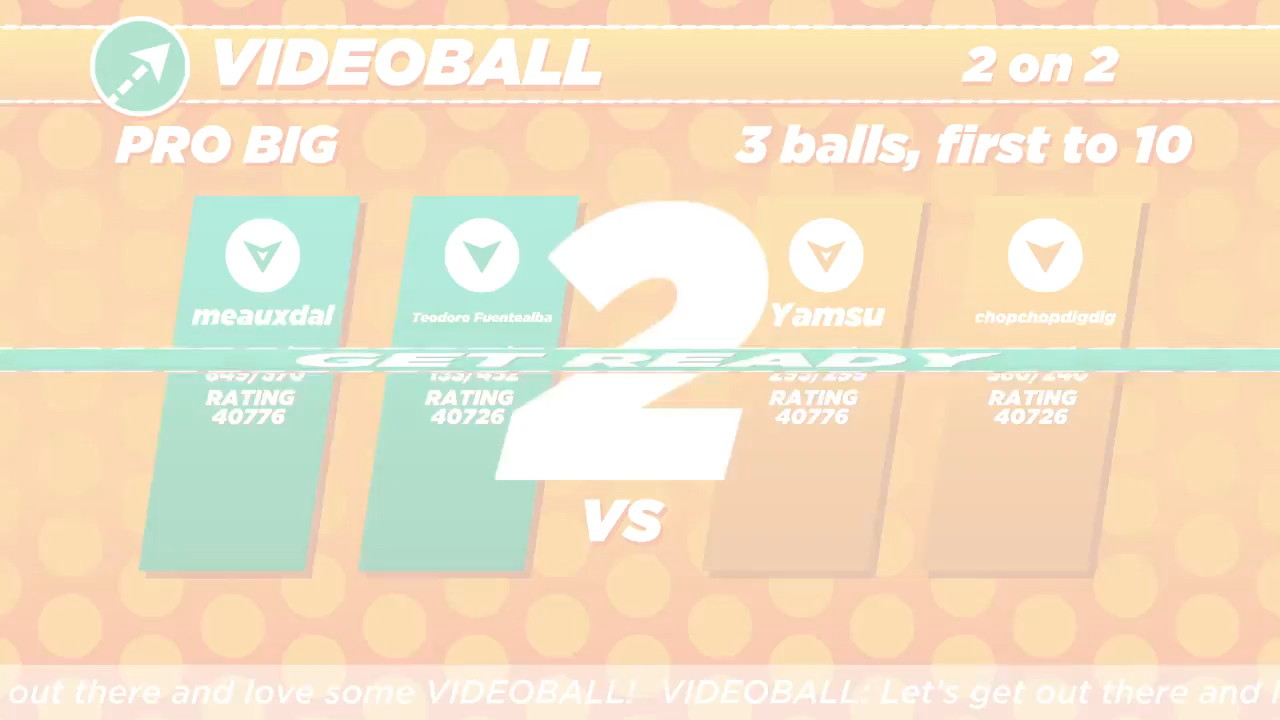 VIDEOBALL
2 on 2
PRO BIG
3 balls, first to 10
2
meauxdal
Teodoro Fuentealba
Yamsu
chopchopdigdig
GET READY
RATING
40776
RATING
40726
RATING
40776
RATING
40726
VS
out there and love some VIDEOBALL! VIDEOBALL: Let's get out there and